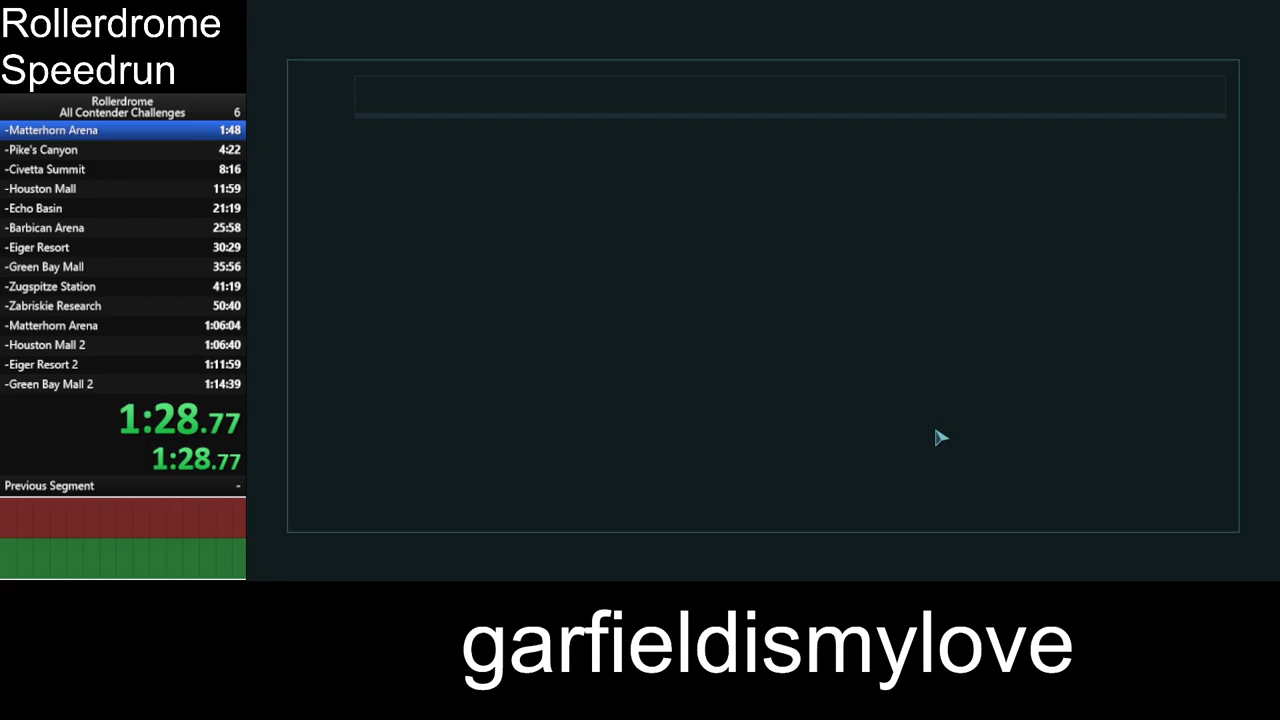 Rollerdrome
Speedrun
Rollerdrome
All Contender Challenges 6
-Matterhorn Arena 1:48
-Pike's Canyon 4:22
-Civetta Summit 8:16
-Houston Mall 11:59
-Echo Basin 21:19
-Barbican Arena 25:58
-Eiger Resort 30:29
-Green Bay Mall 35:56
-Zugspitze Station 41:19
-Zabriskie Research 50:40
-Matterhorn Arena 1:06:04
-Houston Mall 2 1:06:40
-Eiger Resort 2 1:11:59
-Green Bay Mall 2 1:14:39
1:28.77
1:28.77
Previous Segment -
garfieldismylove